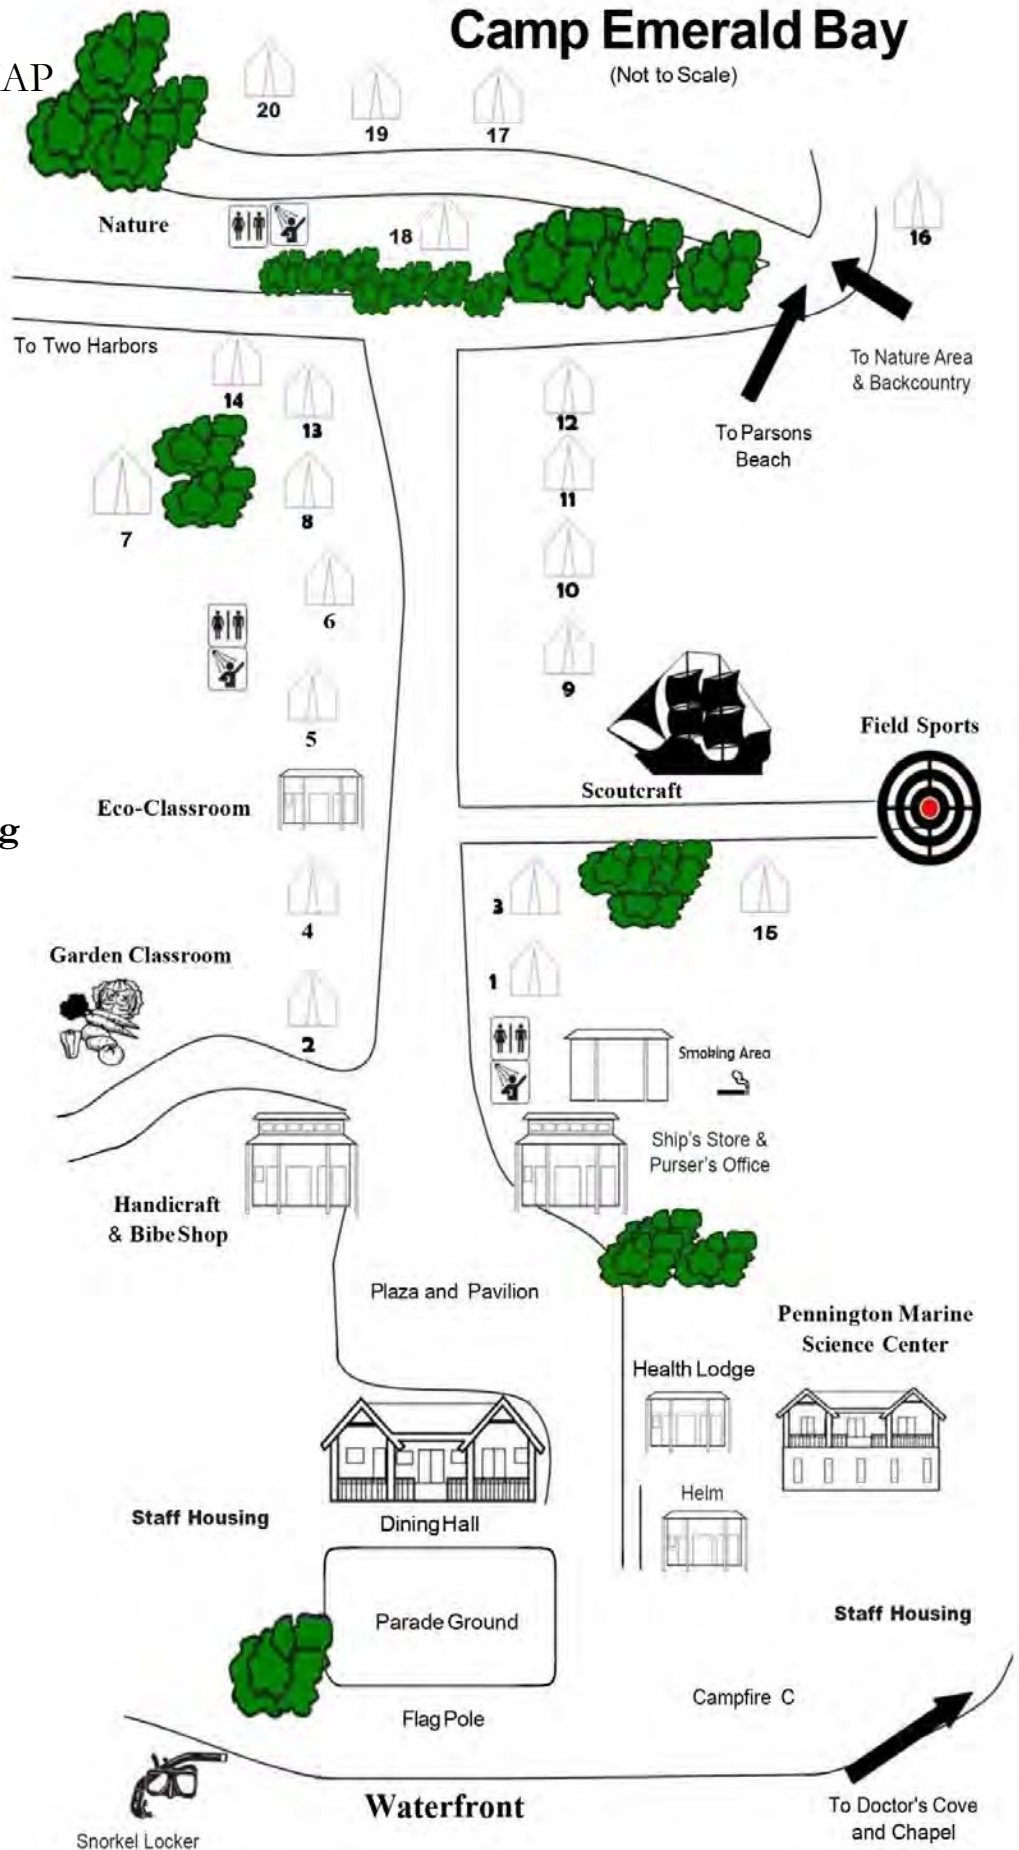 Camp Emerald Bay
(Not to Scale)
AP
20
19
17
16
Nature
18
To Two Harbors
To Nature Area
& Backcountry
14
13
12
To Parsons
Beach
11
7
8
10
6
9
5
Field Sports
Scoutcraft
Eco-Classroom
g
3
4
15
Garden Classroom
1
2
Smoking Area
Ship's Store &
Purser's Office
Handicraft
& Bibe Shop
Plaza and Pavilion
Pennington Marine
Science Center
Health Lodge
Helm
Staff Housing
Dining Hall
Parade Ground
Staff Housing
Campfire C
Flag Pole
Waterfront
To Doctor's Cove
and Chapel
Snorkel Locker